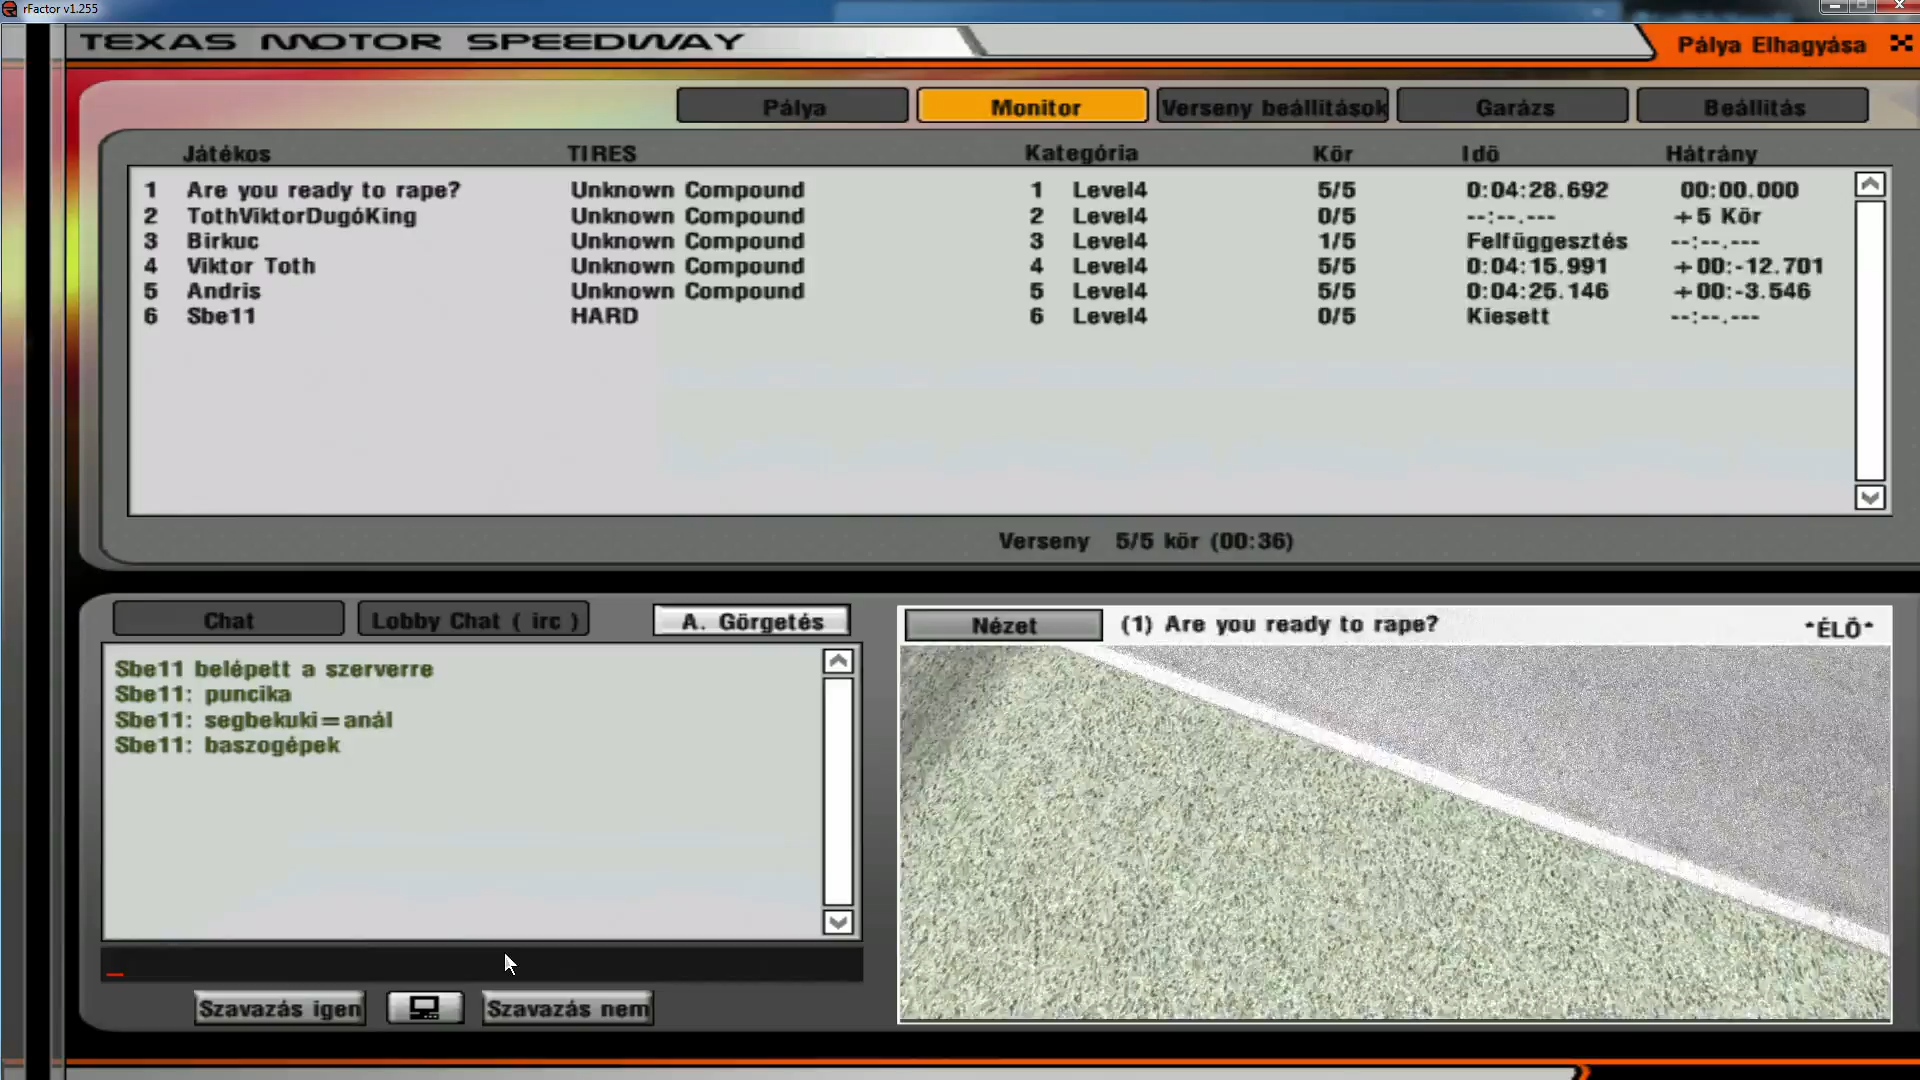 rFactor v1.255
TEXAS MOTOR SPEEDWAY
Pálya Elhagyása
Pálya Monitor Verseny beállítások Garázs Beállítás
Játékos TIRES Kategória Kör Idõ Hátrány
1 Are you ready to rape? Unknown Compound 1 Level4 5/5 0:04:28.692 00:00.000
2 TothViktorDugóKing Unknown Compound 2 Level4 0/5 --:--.--- +5 Kör
3 Birkuc Unknown Compound 3 Level4 1/5 Felfüggesztés --:--.---
4 Viktor Toth Unknown Compound 4 Level4 5/5 0:04:15.991 +00:-12.701
5 Andris Unknown Compound 5 Level4 5/5 0:04:25.146 +00:-3.546
6 Sbe11 HARD 6 Level4 0/5 Kiesett --:--.---
Verseny 5/5 kör (00:36)
Chat Lobby Chat ( irc ) A. Görgetés
Nézet (1) Are you ready to rape? *ÉLÕ*
Sbe11 belépett a szerverre
Sbe11: puncika
Sbe11: segbekuki=anál
Sbe11: baszogépek
Szavazás igen Szavazás nem